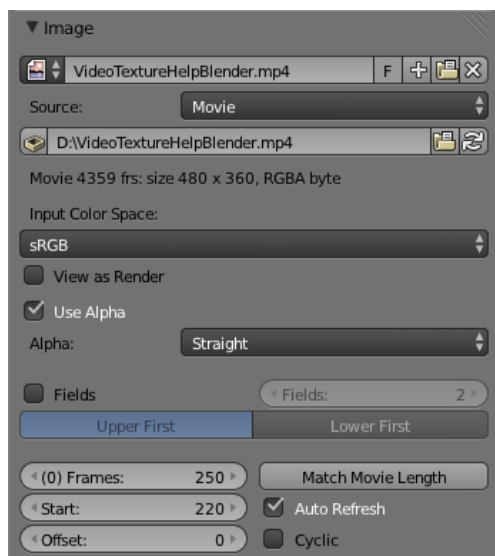 Image
VideoTextureHelpBlender.mp4 F
Source: Movie
D:\VideoTextureHelpBlender.mp4
Movie 4359 frs: size 480 x 360, RGBA byte
Input Color Space:
sRGB
View as Render
Use Alpha
Alpha: Straight
Fields Fields: 2
Upper First Lower First
(0) Frames: 250 Match Movie Length
Start: 220 Auto Refresh
Offset: 0 Cyclic